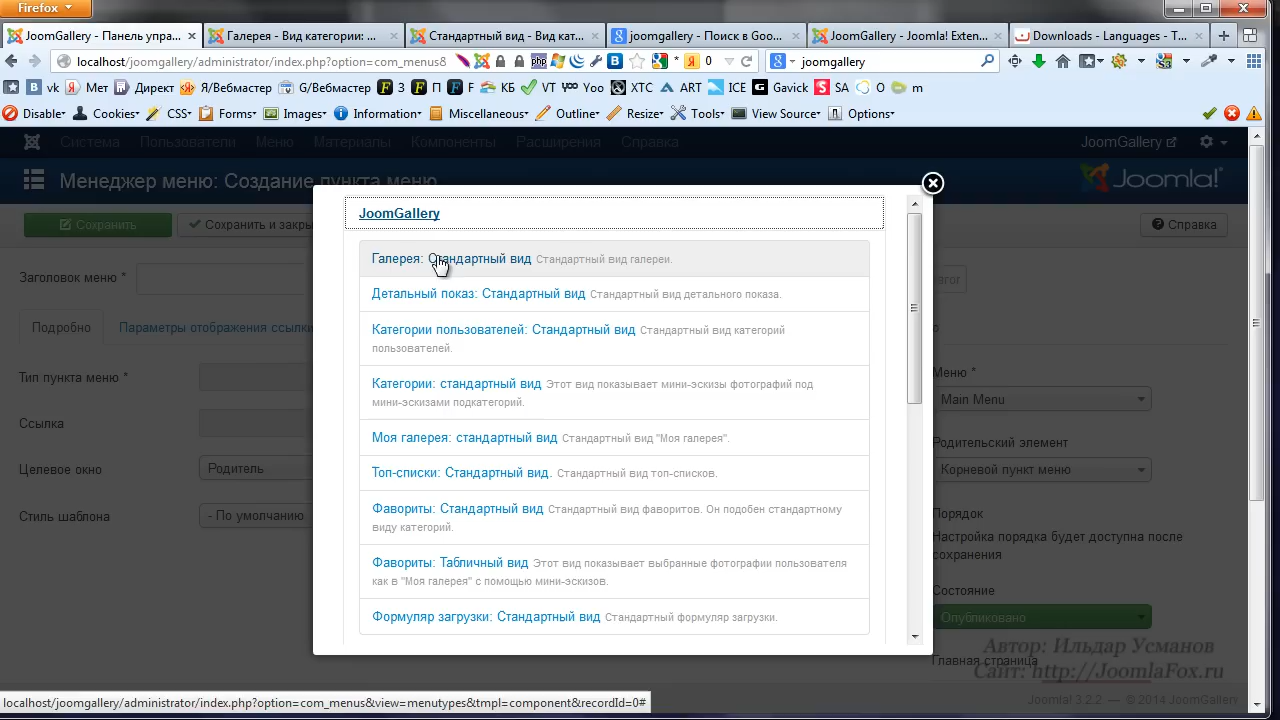 Firefox
JoomGallery - Панель упра...
Галерея - Вид категории: ...
Стандартный вид - Вид кат...
joomgallery - Поиск в Goo...
JoomGallery - Joomla! Exten...
Downloads - Languages - T...
localhost/joomgallery/administrator/index.php?option=com_menus&
0
joomgallery
vk
Мет
Директ
Я/Вебмастер
G/Вебмастер
З
П
F
КБ
VT
Yoo
XTC
ART
ICE
Gavick
SA
O
m
Disable
Cookies
CSS
Forms
Images
Information
Miscellaneous
Outline
Resize
Tools
View Source
Options
Система
Пользователи
Меню
Материалы
Компоненты
Расширения
Справка
JoomGallery
Менеджер меню: Создание пункта меню
Joomla!
Сохранить
Сохранить и закры
Справка
Заголовок меню *
Подробно
Параметры отображения ссылки
Тип пункта меню *
Ссылка
Целевое окно
Родитель
Стиль шаблона
- По умолчанию
JoomGallery
Галерея: Стандартный вид Стандартный вид галереи.
Детальный показ: Стандартный вид Стандартный вид детального показа.
Категории пользователей: Стандартный вид Стандартный вид категорий
пользователей.
Категории: стандартный вид Этот вид показывает мини-эскизы фотографий под
мини-эскизами подкатегорий.
Моя галерея: стандартный вид Стандартный вид "Моя галерея".
Топ-списки: Стандартный вид. Стандартный вид топ-списков.
Фавориты: Стандартный вид Стандартный вид фаворитов. Он подобен стандартному
виду категорий.
Фавориты: Табличный вид Этот вид показывает выбранные фотографии пользователя
как в "Моя галерея" с помощью мини-эскизов.
Формуляр загрузки: Стандартный вид Стандартный формуляр загрузки.
Меню *
Main Menu
Родительский элемент
Корневой пункт меню
Порядок
Настройка порядка будет доступна после
сохранения
Состояние
Опубликовано
Главная страница
Автор: Ильдар Усманов
Сайт: http://JoomlaFox.ru
Joomla! 3.2.2 — © 2014 JoomGallery
localhost/joomgallery/administrator/index.php?option=com_menus&view=menutypes&tmpl=component&recordId=0#